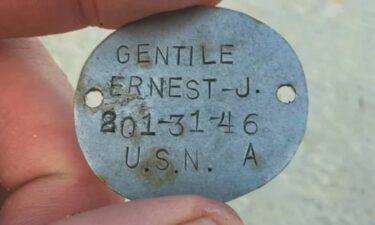 GENTILE
ERNEST-J.
201-31-46
U.S.N. A